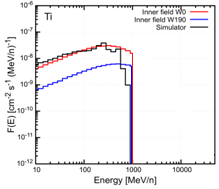 Ti
Inner field W0
Inner field W190
Simulator
10^-6
10^-7
10^-8
10^-9
10^-10
10^-11
10^-12
F(E) [cm^-2 s^-1 (MeV/n)^-1]
10 100 1000 10000
Energy [MeV/n]